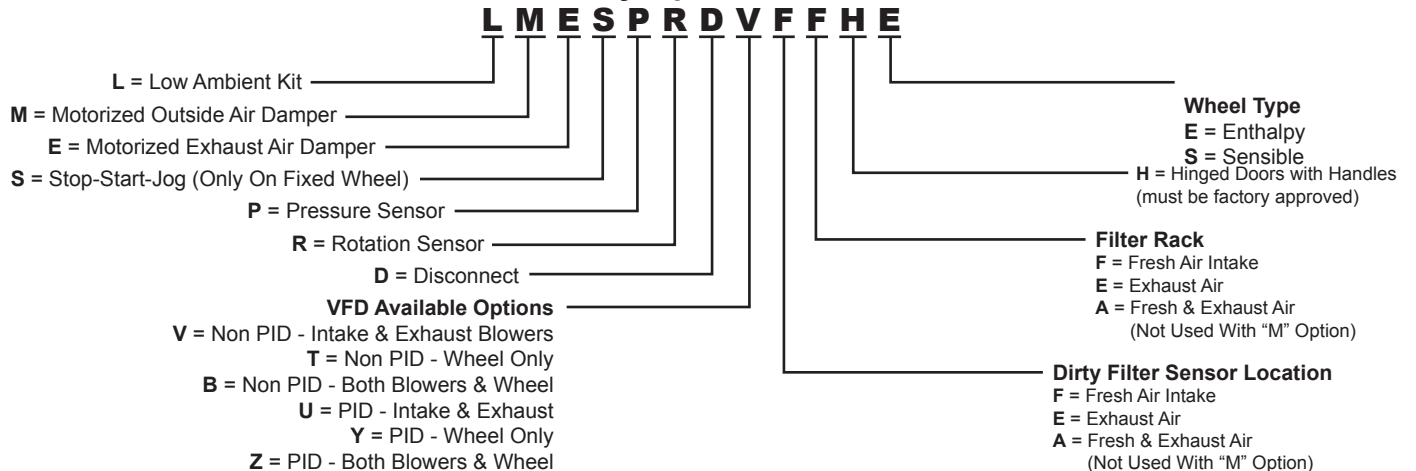 L M E S P R D V F F H E
L = Low Ambient Kit
M = Motorized Outside Air Damper
E = Motorized Exhaust Air Damper
S = Stop-Start-Jog (Only On Fixed Wheel)
P = Pressure Sensor
R = Rotation Sensor
D = Disconnect
VFD Available Options
V = Non PID - Intake & Exhaust Blowers
T = Non PID - Wheel Only
B = Non PID - Both Blowers & Wheel
U = PID - Intake & Exhaust
Y = PID - Wheel Only
Z = PID - Both Blowers & Wheel
Wheel Type
E = Enthalpy
S = Sensible
H = Hinged Doors with Handles
(must be factory approved)
Filter Rack
F = Fresh Air Intake
E = Exhaust Air
A = Fresh & Exhaust Air
(Not Used With “M” Option)
Dirty Filter Sensor Location
F = Fresh Air Intake
E = Exhaust Air
A = Fresh & Exhaust Air
(Not Used With “M” Option)